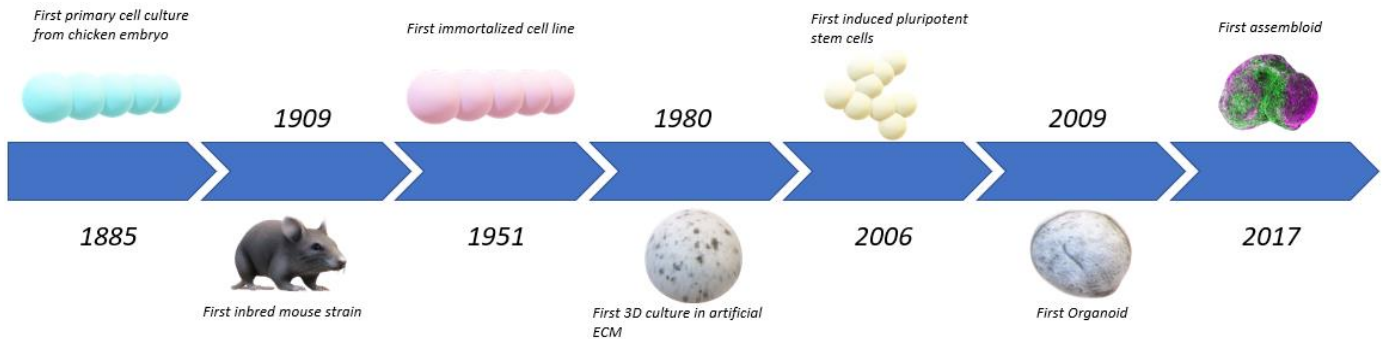 First primary cell culture
from chicken embryo
1885
1909
First inbred mouse strain
First immortalized cell line
1951
1980
First 3D culture in artificial
ECM
First induced pluripotent
stem cells
2006
2009
First Organoid
First assembloid
2017